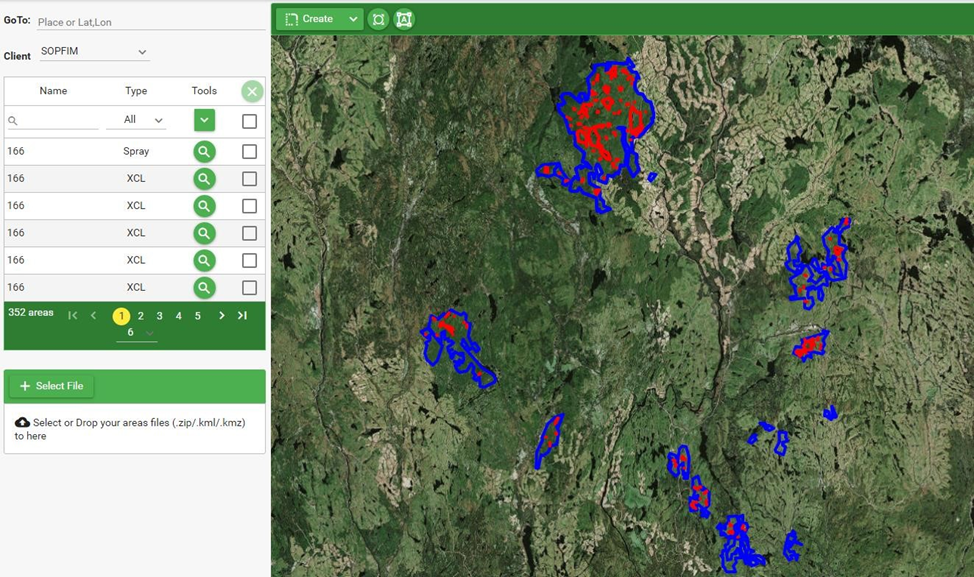 GoTo: Place or Lat,Lon
Client SOPFIM
Name Type Tools
All
166 Spray
166 XCL
166 XCL
166 XCL
166 XCL
166 XCL
352 areas 1 2 3 4 5
6
+ Select File
Select or Drop your areas files (.zip/.kml/.kmz)
to here
Create
A